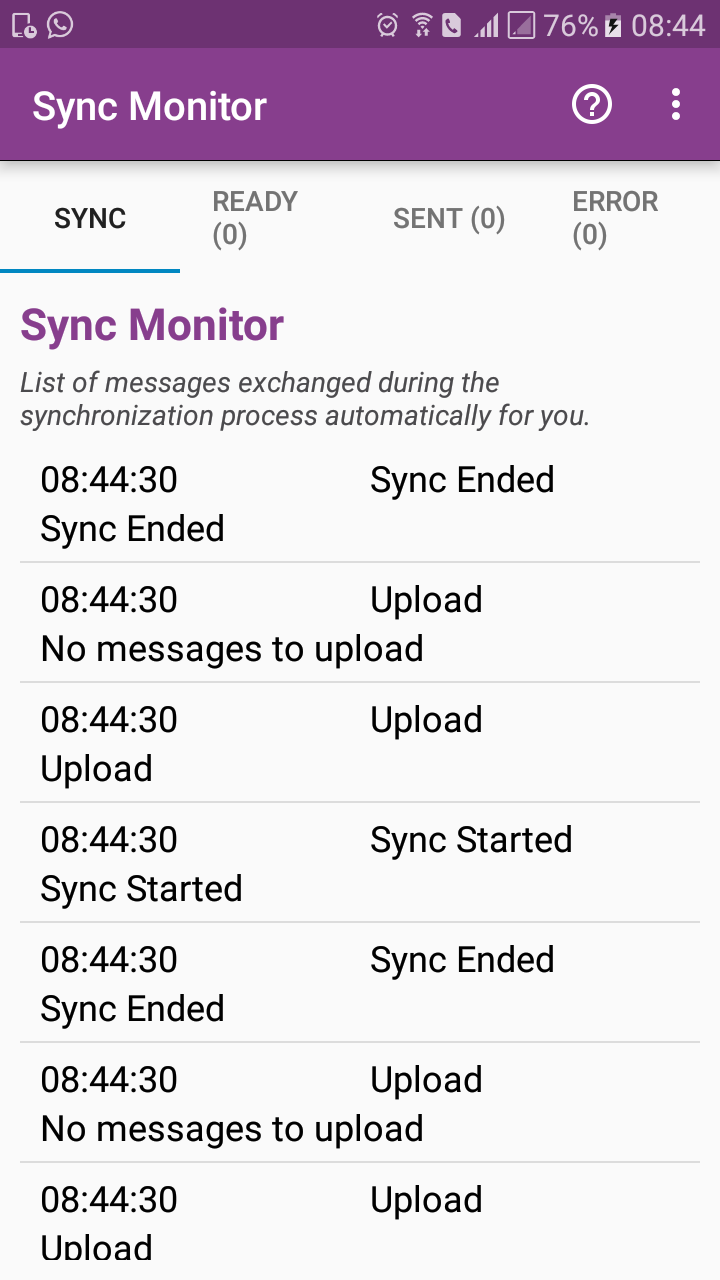 76% 08:44
Sync Monitor
SYNC
READY
(0)
SENT (0)
ERROR
(0)
Sync Monitor
List of messages exchanged during the
synchronization process automatically for you.
08:44:30 Sync Ended
Sync Ended
08:44:30 Upload
No messages to upload
08:44:30 Upload
Upload
08:44:30 Sync Started
Sync Started
08:44:30 Sync Ended
Sync Ended
08:44:30 Upload
No messages to upload
08:44:30 Upload
Upload